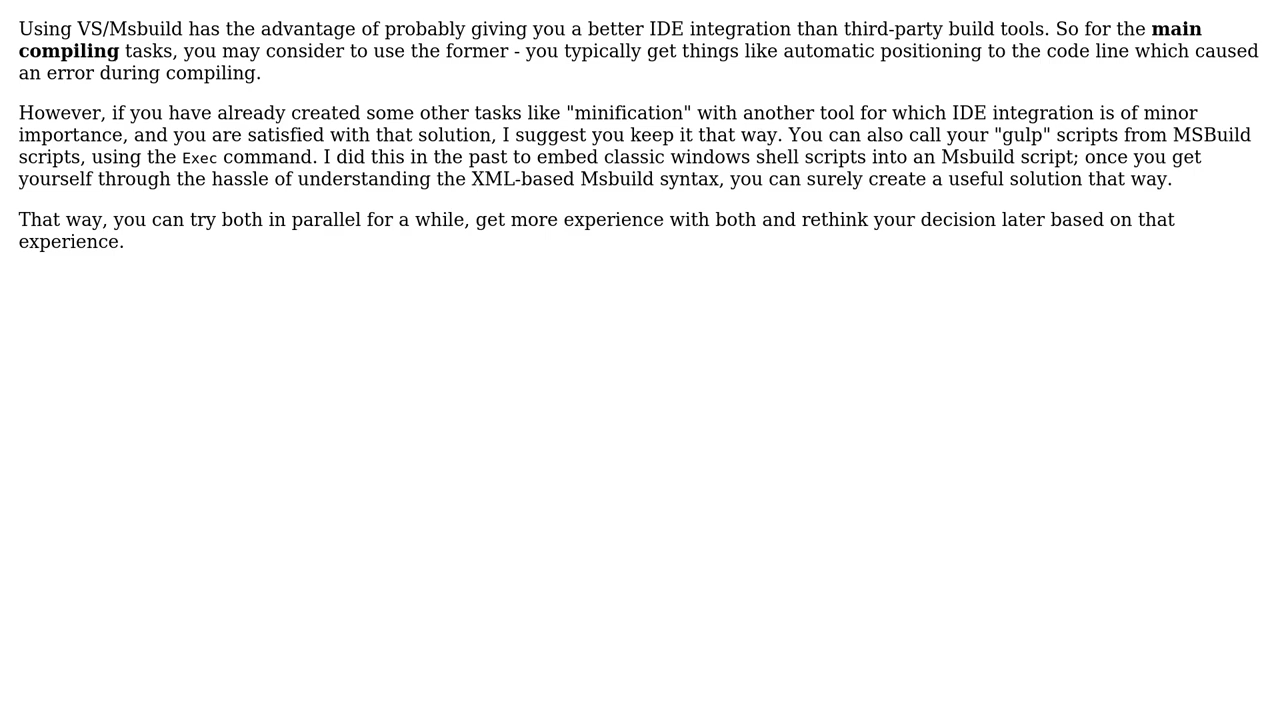 Using VS/Msbuild has the advantage of probably giving you a better IDE integration than third-party build tools. So for the main
compiling tasks, you may consider to use the former - you typically get things like automatic positioning to the code line which caused
an error during compiling.
However, if you have already created some other tasks like "minification" with another tool for which IDE integration is of minor
importance, and you are satisfied with that solution, I suggest you keep it that way. You can also call your "gulp" scripts from MSBuild
scripts, using the Exec command. I did this in the past to embed classic windows shell scripts into an Msbuild script; once you get
yourself through the hassle of understanding the XML-based Msbuild syntax, you can surely create a useful solution that way.
That way, you can try both in parallel for a while, get more experience with both and rethink your decision later based on that
experience.